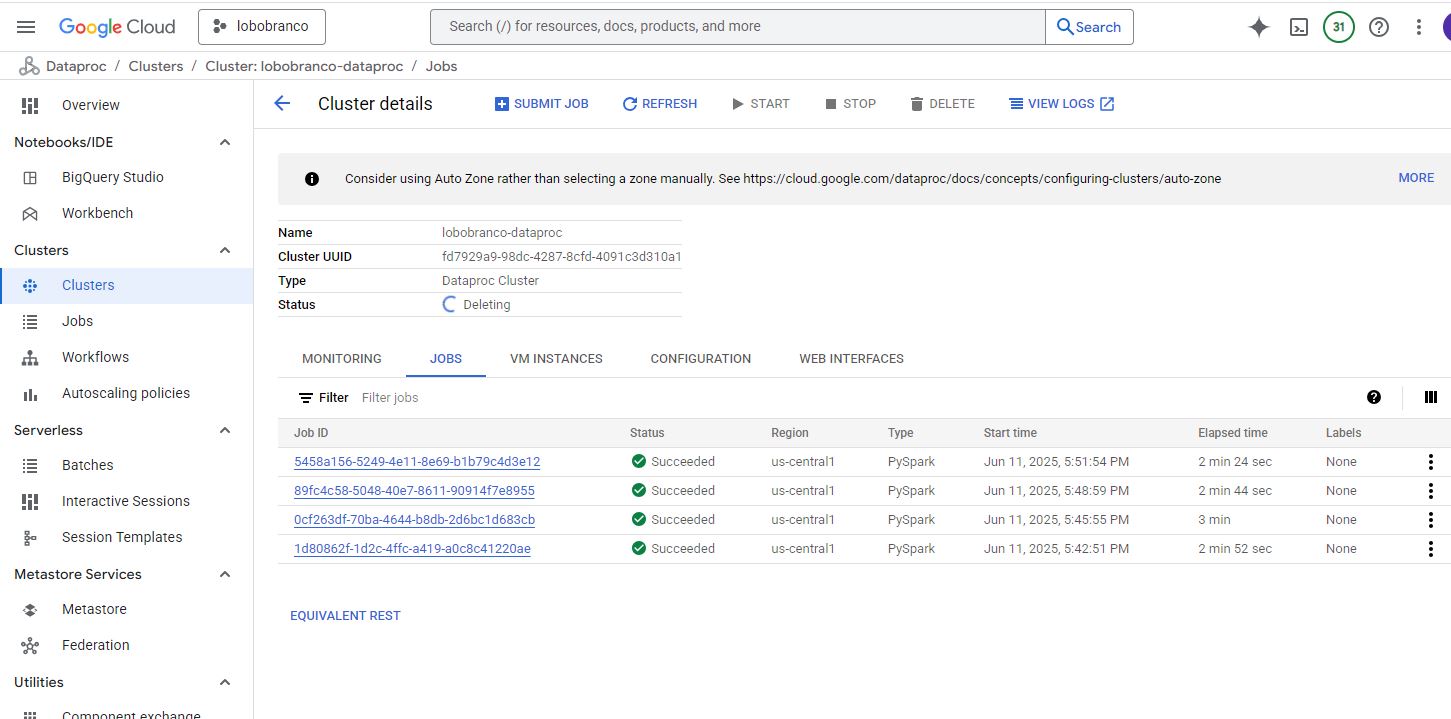 Google Cloud lobobranco Search (/) for resources, docs, products, and more Search 31
Dataproc / Clusters / Cluster: lobobranco-dataproc / Jobs
Overview
Notebooks/IDE
BigQuery Studio
Workbench
Clusters
Clusters
Jobs
Workflows
Autoscaling policies
Serverless
Batches
Interactive Sessions
Session Templates
Metastore Services
Metastore
Federation
Utilities
Component exchange
Cluster details SUBMIT JOB REFRESH START STOP DELETE VIEW LOGS
Consider using Auto Zone rather than selecting a zone manually. See https://cloud.google.com/dataproc/docs/concepts/configuring-clusters/auto-zone MORE
Name lobobranco-dataproc
Cluster UUID fd7929a9-98dc-4287-8cfd-4091c3d310a1
Type Dataproc Cluster
Status Deleting
MONITORING JOBS VM INSTANCES CONFIGURATION WEB INTERFACES
Filter Filter jobs
Job ID Status Region Type Start time Elapsed time Labels
5458a156-5249-4e11-8e69-b1b79c4d3e12 Succeeded us-central1 PySpark Jun 11, 2025, 5:51:54 PM 2 min 24 sec None
89fc4c58-5048-40e7-8611-90914f7e8955 Succeeded us-central1 PySpark Jun 11, 2025, 5:48:59 PM 2 min 44 sec None
0cf263df-70ba-4644-b8db-2d6bc1d683cb Succeeded us-central1 PySpark Jun 11, 2025, 5:45:55 PM 3 min None
1d80862f-1d2c-4ffc-a419-a0c8c41220ae Succeeded us-central1 PySpark Jun 11, 2025, 5:42:51 PM 2 min 52 sec None
EQUIVALENT REST